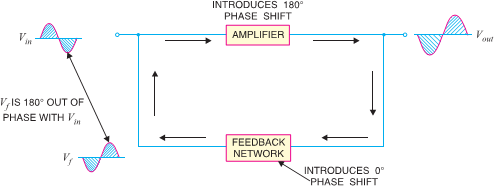 INTRODUCES 180°
PHASE SHIFT
Vin
AMPLIFIER
Vout
Vf IS 180° OUT OF
PHASE WITH Vin
Vf
FEEDBACK
NETWORK
INTRODUCES 0°
PHASE SHIFT